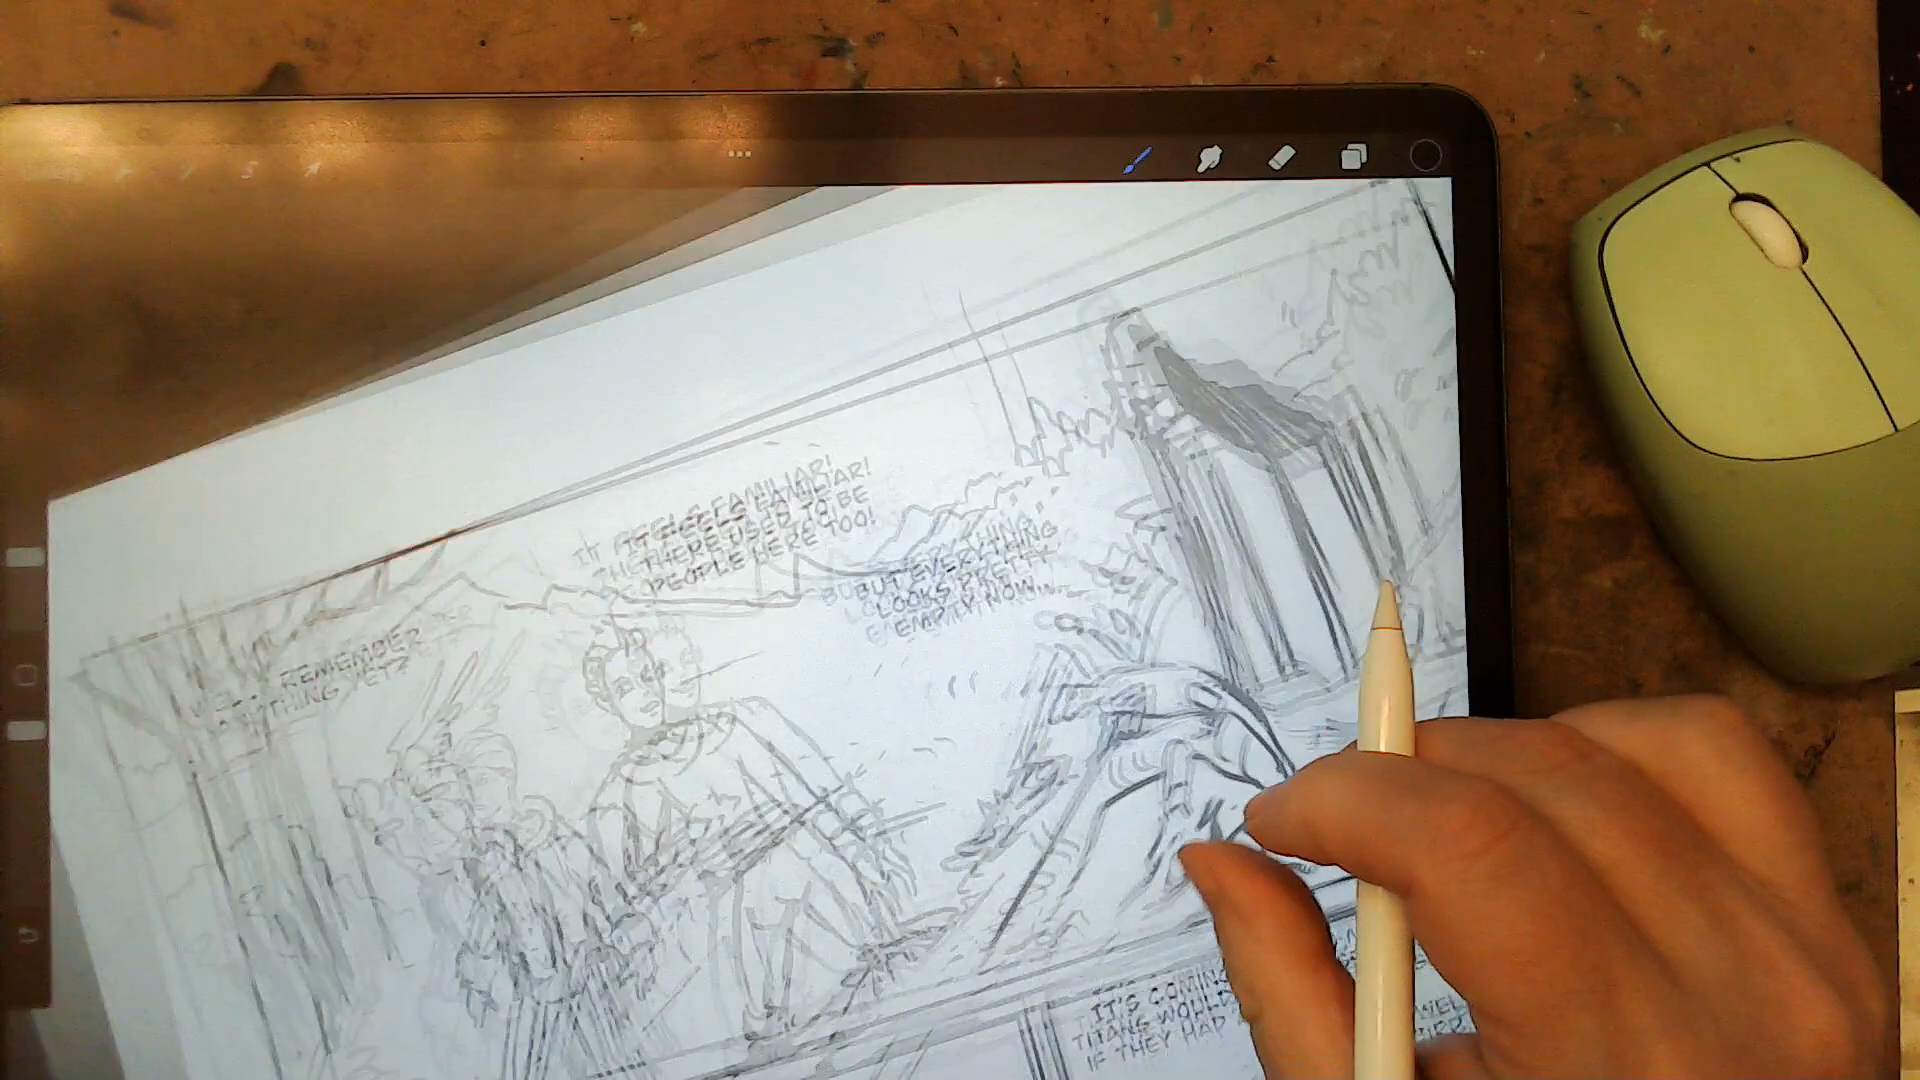 REMEMBER
ANYTHING YET?
IT FEELS FAMILIAR!
THERE USED TO BE
PEOPLE HERE TOO!
BUT EVERYTHING
LOOKS PRETTY
EMPTY NOW...
IT'S COMING
TITANS WOULD
IF THEY HAD